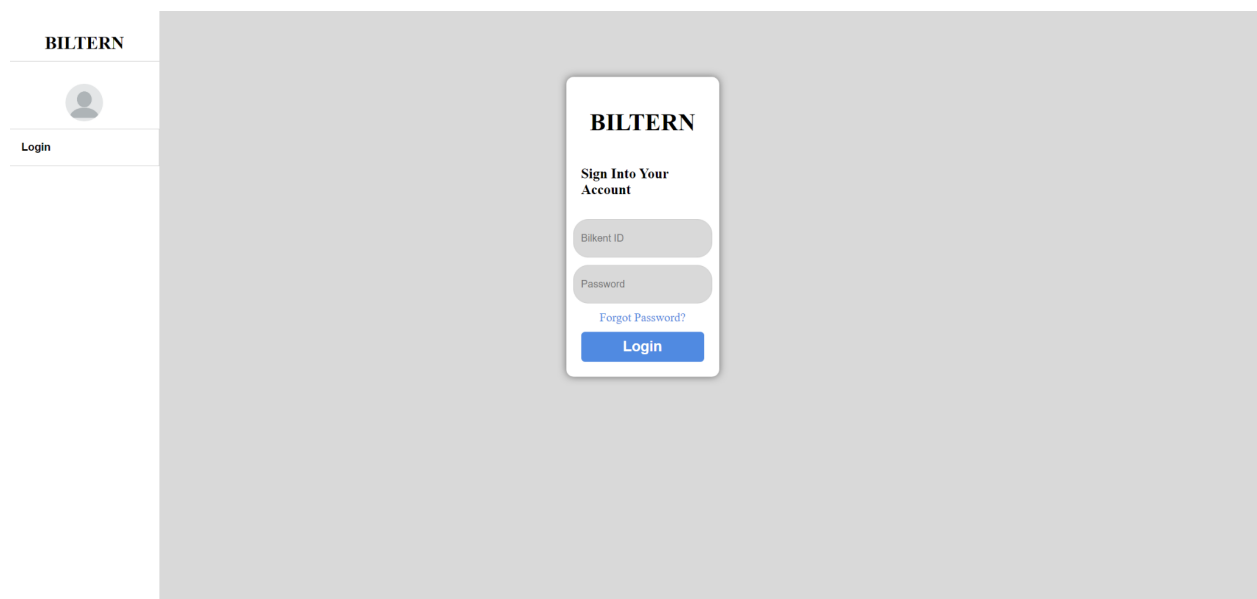 BILTERN
Login
BILTERN
Sign Into Your
Account
Bilkent ID
Password
Forgot Password?
Login